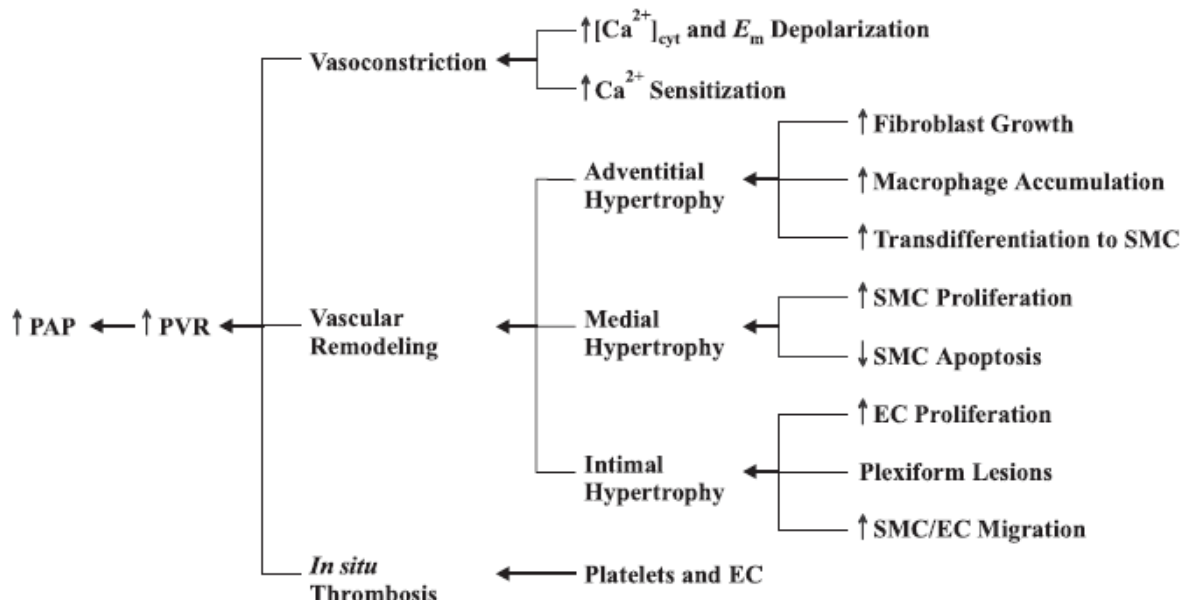 ↑[Ca²⁺]cyt and Em Depolarization
Vasoconstriction
↑Ca²⁺ Sensitization
↑Fibroblast Growth
Adventitial
Hypertrophy
↑Macrophage Accumulation
↑Transdifferentiation to SMC
↑SMC Proliferation
↑PAP
↑PVR
Vascular
Remodeling
Medial
Hypertrophy
↓SMC Apoptosis
↑EC Proliferation
Intimal
Hypertrophy
Plexiform Lesions
↑SMC/EC Migration
In situ
Thrombosis
Platelets and EC